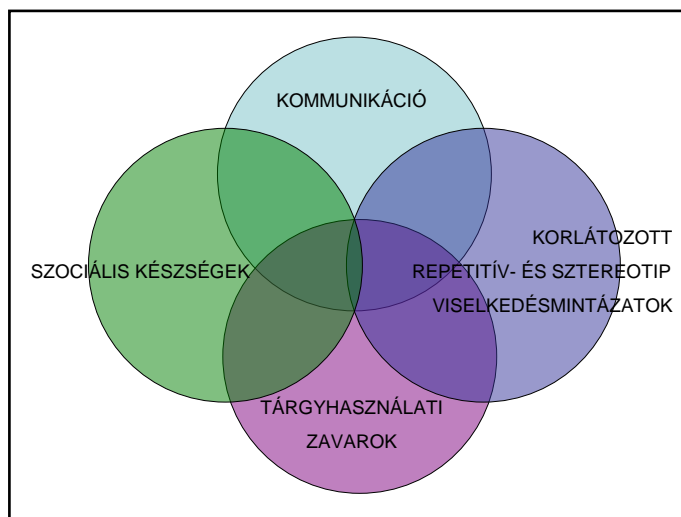 KOMMUNIKÁCIÓ
SZOCIÁLIS KÉSZSÉGEK
KORLÁTOZOTT
REPETITÍV- ÉS SZTEREOTIP
VISELKEDÉSMINTÁZATOK
TÁRGYHASZNÁLATI
ZAVAROK